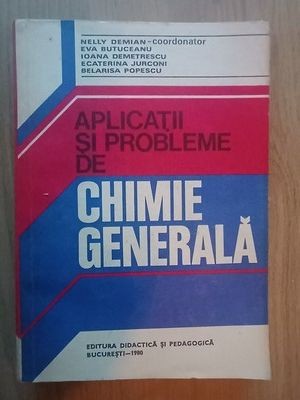 NELLY DEMIAN-coordonator
EVA BUTUCEANU
IOANA DEMETRESCU
ECATERINA JURCONI
BELARISA POPESCU
APLICAȚII
ȘI PROBLEME
DE
CHIMIE
GENERALĂ
EDITURA DIDACTICĂ ȘI PEDAGOGICĂ
BUCUREȘTI-1980